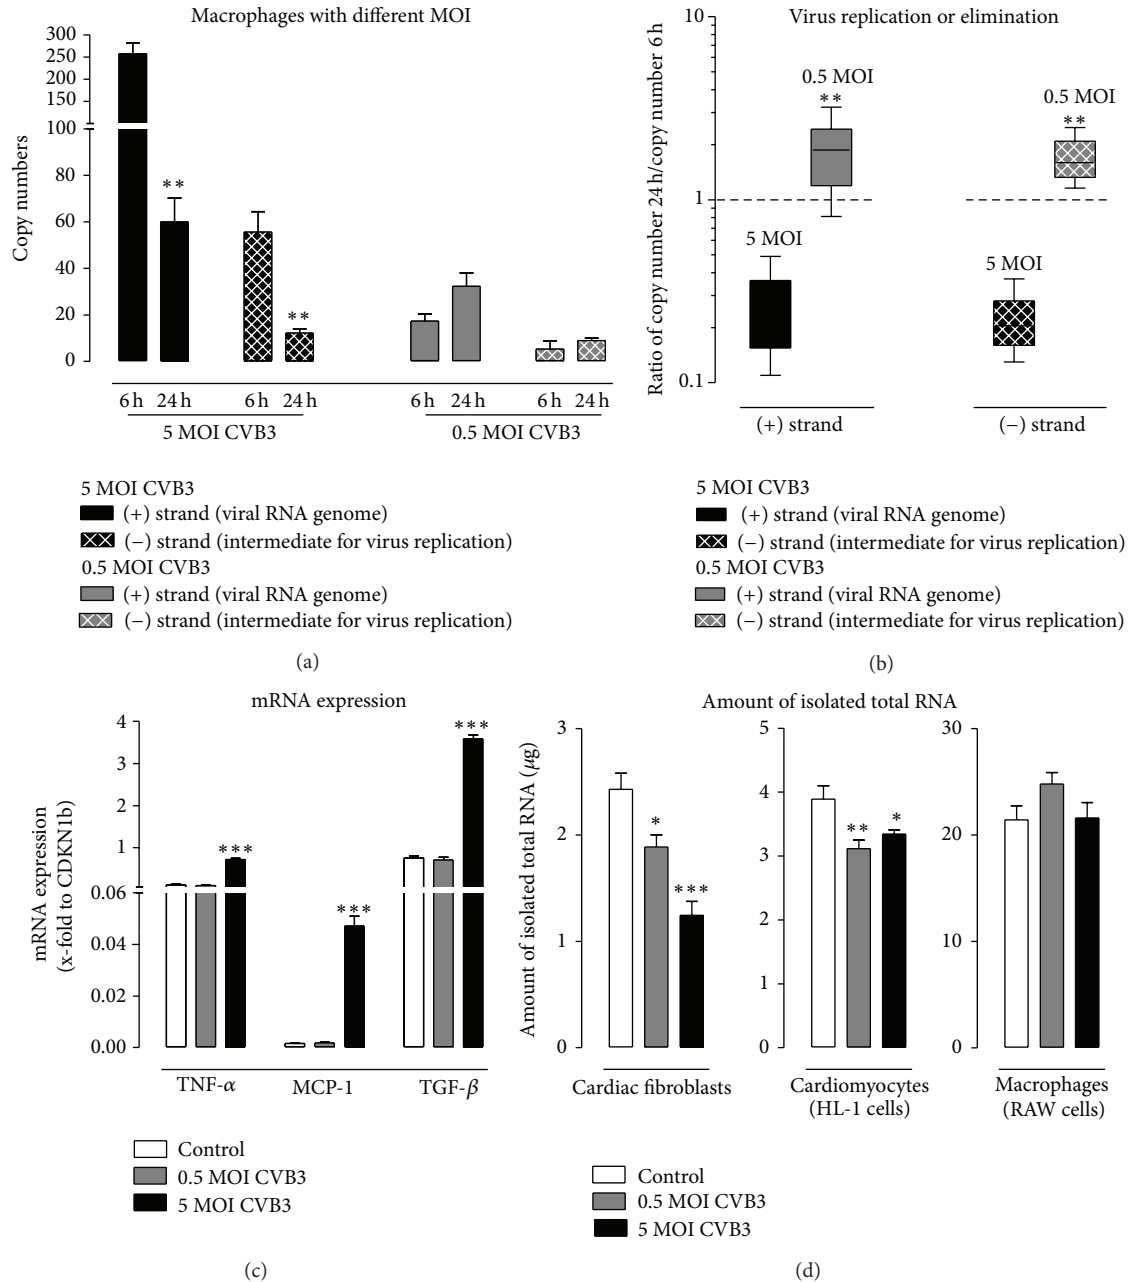 Macrophages with different MOI
Copy numbers
300
250
200
150
100
80
60
40
20
0
**
**
6 h 24 h 6 h 24 h 6 h 24 h 6 h 24 h
5 MOI CVB3 0.5 MOI CVB3
5 MOI CVB3
(+) strand (viral RNA genome)
(−) strand (intermediate for virus replication)
0.5 MOI CVB3
(+) strand (viral RNA genome)
(−) strand (intermediate for virus replication)
(a)
Virus replication or elimination
Ratio of copy number 24 h/copy number 6 h
10
1
0.1
0.5 MOI
**
5 MOI
0.5 MOI
**
5 MOI
(+) strand (−) strand
5 MOI CVB3
(+) strand (viral RNA genome)
(−) strand (intermediate for virus replication)
0.5 MOI CVB3
(+) strand (viral RNA genome)
(−) strand (intermediate for virus replication)
(b)
mRNA expression
mRNA expression
(x-fold to CDKN1b)
4
3
2
1
0.06
0.04
0.02
0.00
***
***
***
TNF-α MCP-1 TGF-β
Control
0.5 MOI CVB3
5 MOI CVB3
(c)
Amount of isolated total RNA
Amount of isolated total RNA (μg)
3
2
1
0
*
***
Cardiac fibroblasts
5
4
3
2
1
0
**
*
Cardiomyocytes
(HL-1 cells)
30
20
10
0
Macrophages
(RAW cells)
Control
0.5 MOI CVB3
5 MOI CVB3
(d)